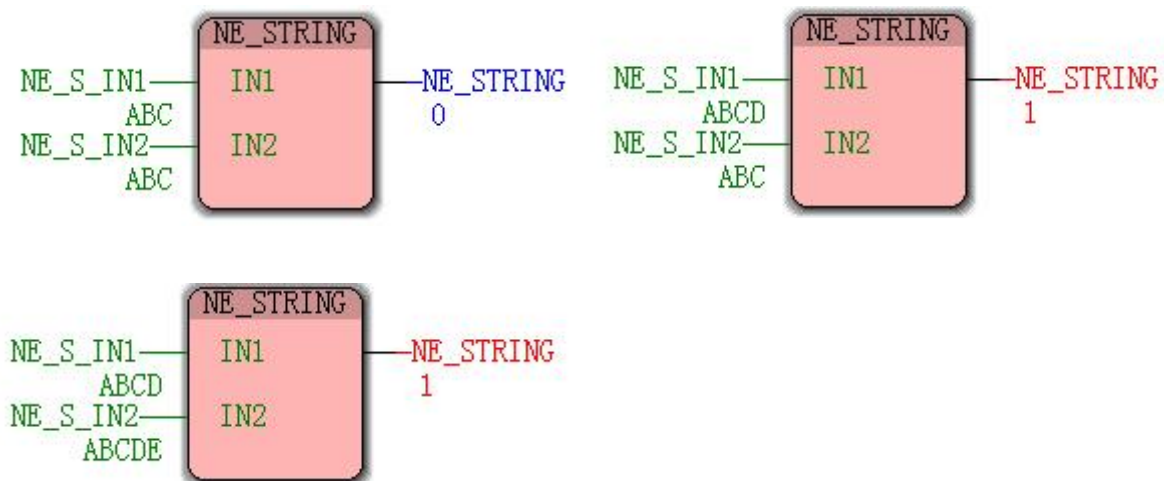 NE_STRING
NE_S_IN1 IN1 NE_STRING
ABC 0
NE_S_IN2 IN2
ABC
NE_STRING
NE_S_IN1 IN1 NE_STRING
ABCD 1
NE_S_IN2 IN2
ABC
NE_STRING
NE_S_IN1 IN1 NE_STRING
ABCD 1
NE_S_IN2 IN2
ABCDE